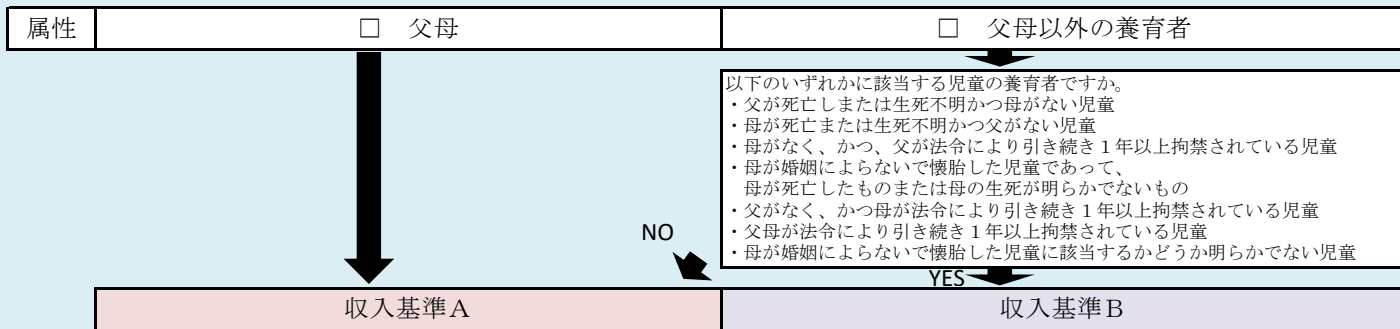 属性
□ 父母
□ 父母以外の養育者
以下のいずれかに該当する児童の養育者ですか。
・父が死亡しまたは生死不明かつ母がない児童
・母が死亡または生死不明かつ父がない児童
・母がなく、かつ、父が法令により引き続き１年以上拘禁されている児童
・母が婚姻によらないで懐胎した児童であって、
母が死亡したものまたは母の生死が明らかでないもの
・父がなく、かつ母が法令により引き続き１年以上拘禁されている児童
・父母が法令により引き続き１年以上拘禁されている児童
・母が婚姻によらないで懐胎した児童に該当するかどうか明らかでない児童
NO
YES
収入基準Ａ
収入基準Ｂ